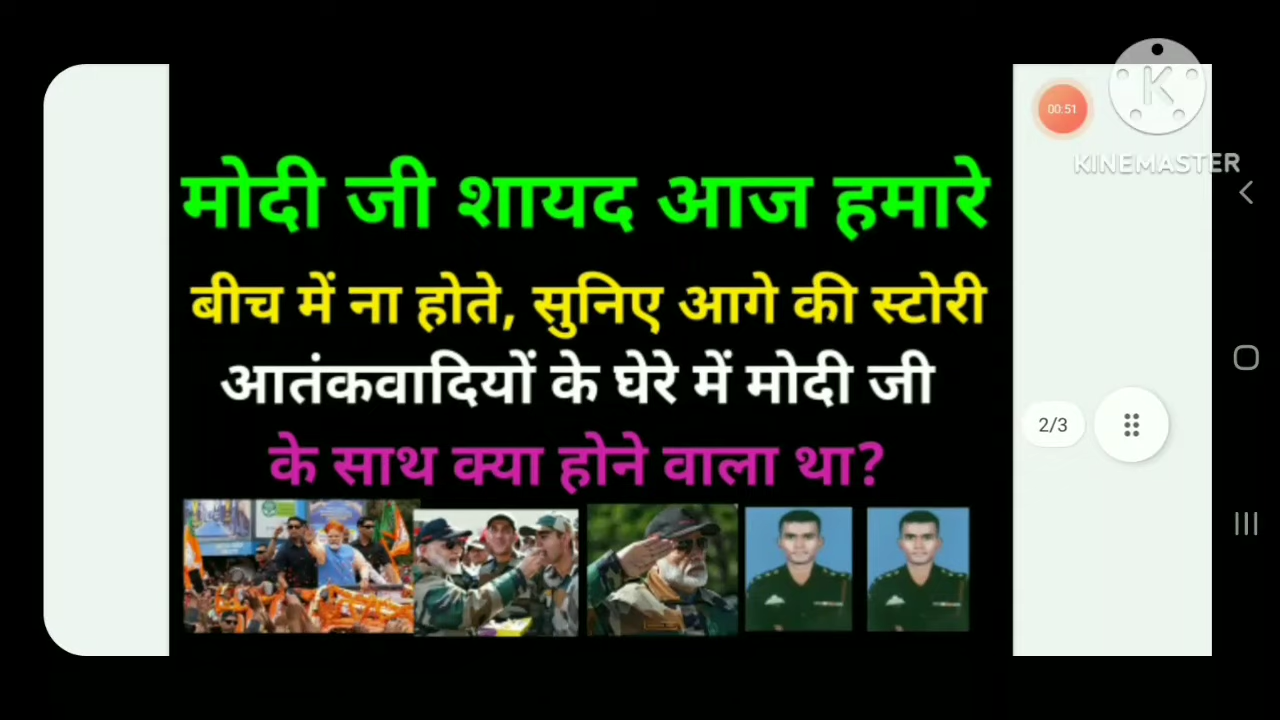 00:51
KINEMASTER
मोदी जी शायद आज हमारे
बीच में ना होते, सुनिए आगे की स्टोरी
आतंकवादियों के घेरे में मोदी जी
के साथ क्या होने वाला था?
2/3